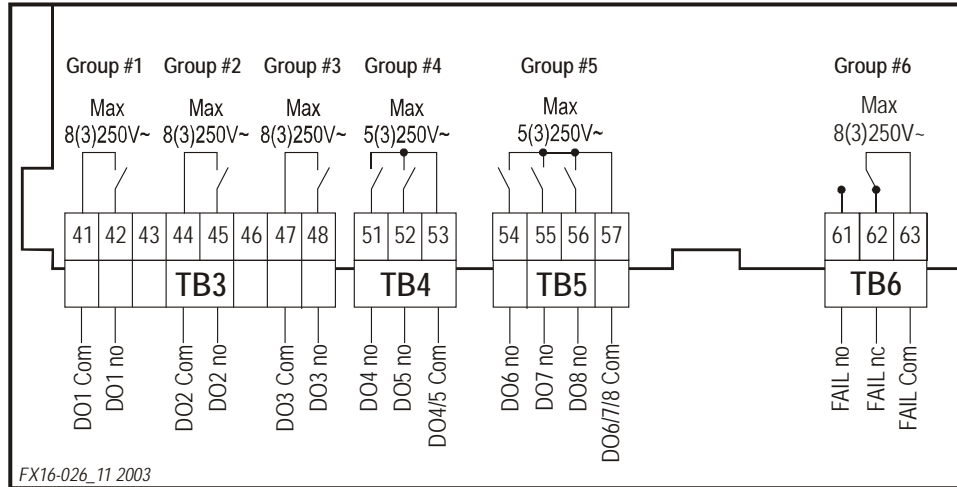 Group #1 Group #2 Group #3 Group #4 Group #5 Group #6
Max Max Max Max Max Max
8(3)250V~ 8(3)250V~ 8(3)250V~ 5(3)250V~ 5(3)250V~ 8(3)250V~
41 42 43 44 45 46 47 48 51 52 53 54 55 56 57 61 62 63
TB3 TB4 TB5 TB6
DO1 Com
DO1 no
DO2 Com
DO2 no
DO3 Com
DO3 no
DO4 no
DO5 no
DO4/5 Com
DO6 no
DO7 no
DO8 no
DO6/7/8 Com
FAIL no
FAIL nc
FAIL Com
FX16-026_11 2003